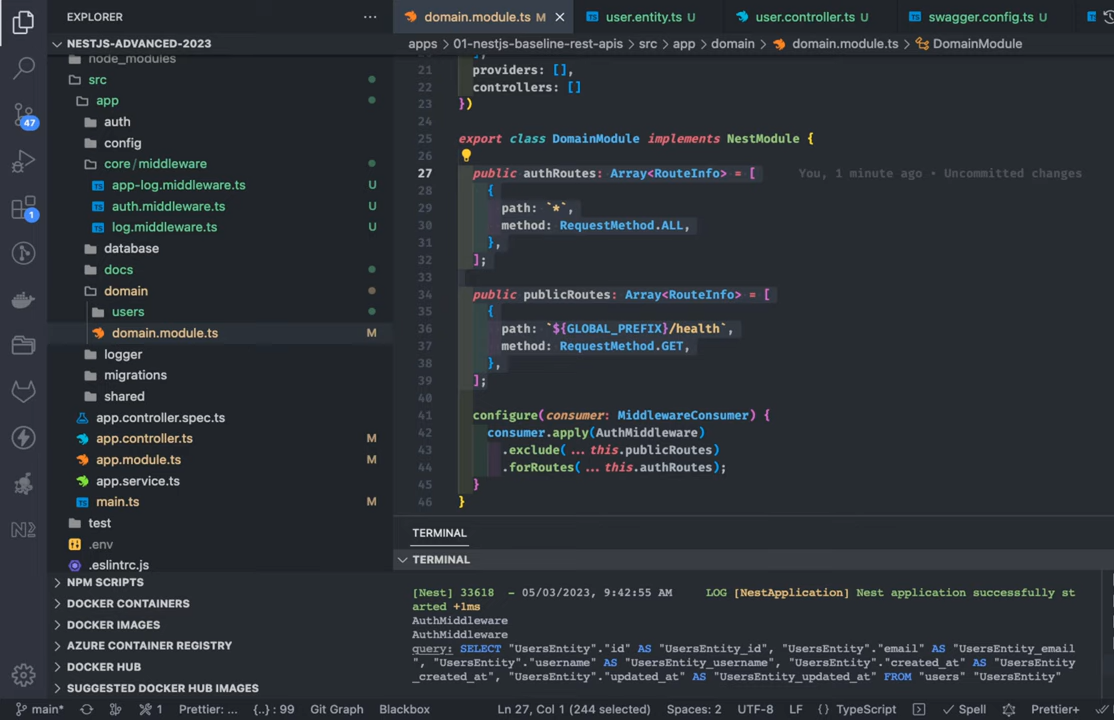 EXPLORER
NESTJS-ADVANCED-2023
node_modules
src
app
auth
config
core / middleware
app-log.middleware.ts U
auth.middleware.ts U
log.middleware.ts U
database
docs
domain
users
domain.module.ts M
logger
migrations
shared
app.controller.spec.ts
app.controller.ts M
app.module.ts M
app.service.ts
main.ts M
test
.env
.eslintrc.js
NPM SCRIPTS
DOCKER CONTAINERS
DOCKER IMAGES
AZURE CONTAINER REGISTRY
DOCKER HUB
SUGGESTED DOCKER HUB IMAGES
47
1
N2
domain.module.ts M
user.entity.ts U
user.controller.ts U
swagger.config.ts U
apps > 01-nestjs-baseline-rest-apis > src > app > domain > domain.module.ts > DomainModule
21 providers: [],
22 controllers: []
23 })
24
25 export class DomainModule implements NestModule {
26
27 public authRoutes: Array<RouteInfo> = [ You, 1 minute ago • Uncommitted changes
28 {
29 path: `*`,
30 method: RequestMethod.ALL,
31 },
32 ];
33
34 public publicRoutes: Array<RouteInfo> = [
35 {
36 path: `${GLOBAL_PREFIX}/health`,
37 method: RequestMethod.GET,
38 },
39 ];
40
41 configure(consumer: MiddlewareConsumer) {
42 consumer.apply(AuthMiddleware)
43 .exclude(...this.publicRoutes)
44 .forRoutes(...this.authRoutes);
45 }
46 }
TERMINAL
TERMINAL
[Nest] 33618 - 05/03/2023, 9:42:55 AM LOG [NestApplication] Nest application successfully st
arted +1ms
AuthMiddleware
AuthMiddleware
query: SELECT "UsersEntity"."id" AS "UsersEntity_id", "UsersEntity"."email" AS "UsersEntity_email
", "UsersEntity"."username" AS "UsersEntity_username", "UsersEntity"."created_at" AS "UsersEntity
_created_at", "UsersEntity"."updated_at" AS "UsersEntity_updated_at" FROM "users" "UsersEntity"
main* 1 Prettier: ... {..} : 99 Git Graph Blackbox Ln 27, Col 1 (244 selected) Spaces: 2 UTF-8 LF {} TypeScript Spell Prettier+